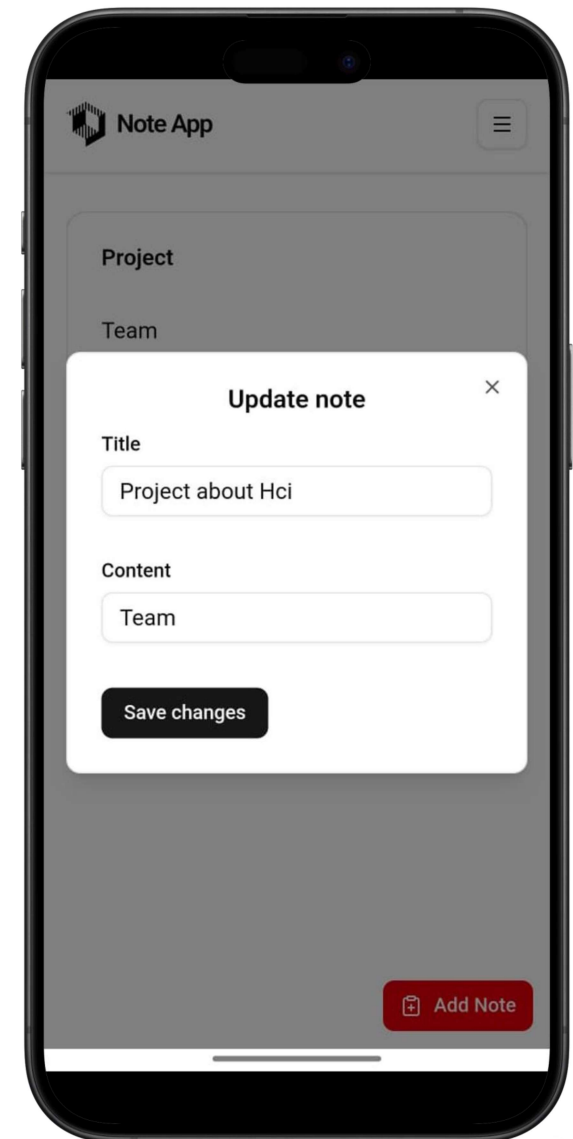 Note App
Project
Team
Update note
Title
Project about Hci
Content
Team
Save changes
Add Note